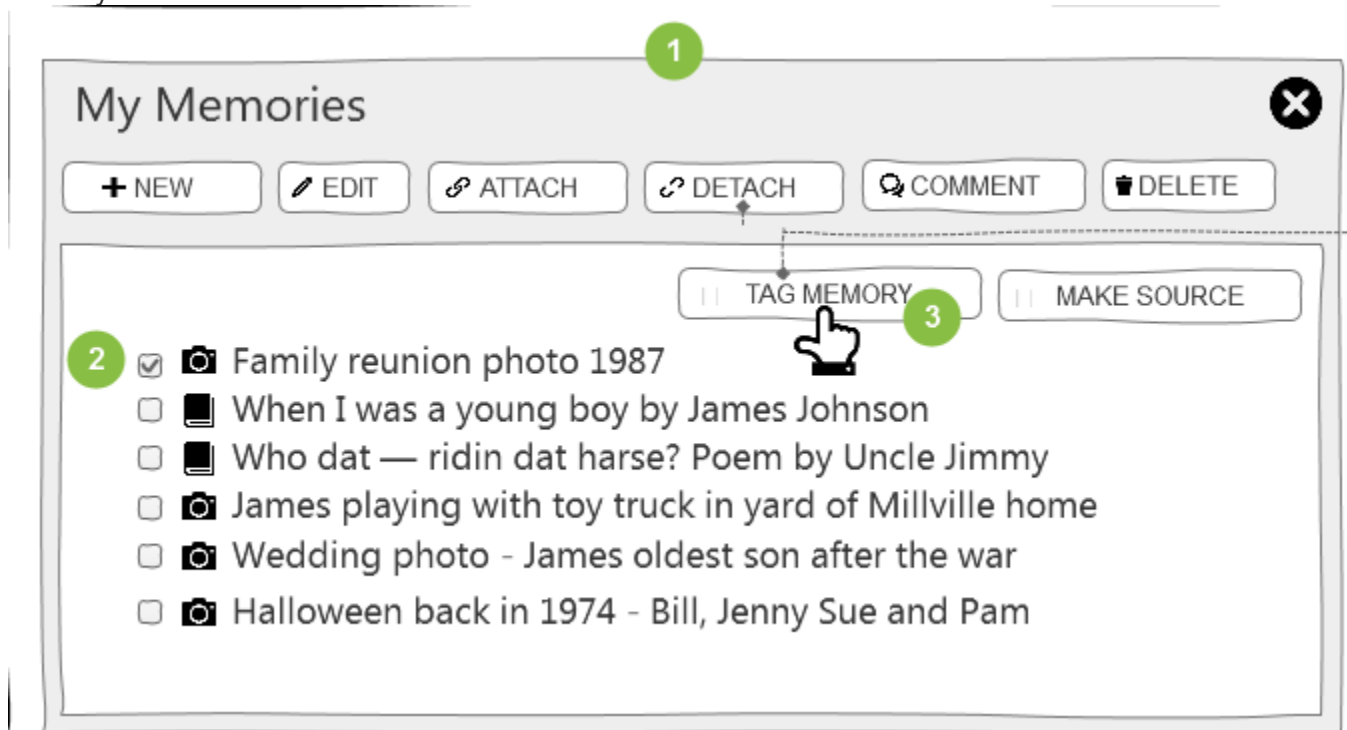 1
My Memories
NEW EDIT ATTACH DETACH COMMENT DELETE
TAG MEMORY MAKE SOURCE
3
2 Family reunion photo 1987
When I was a young boy by James Johnson
Who dat — ridin dat harse? Poem by Uncle Jimmy
James playing with toy truck in yard of Millville home
Wedding photo - James oldest son after the war
Halloween back in 1974 - Bill, Jenny Sue and Pam